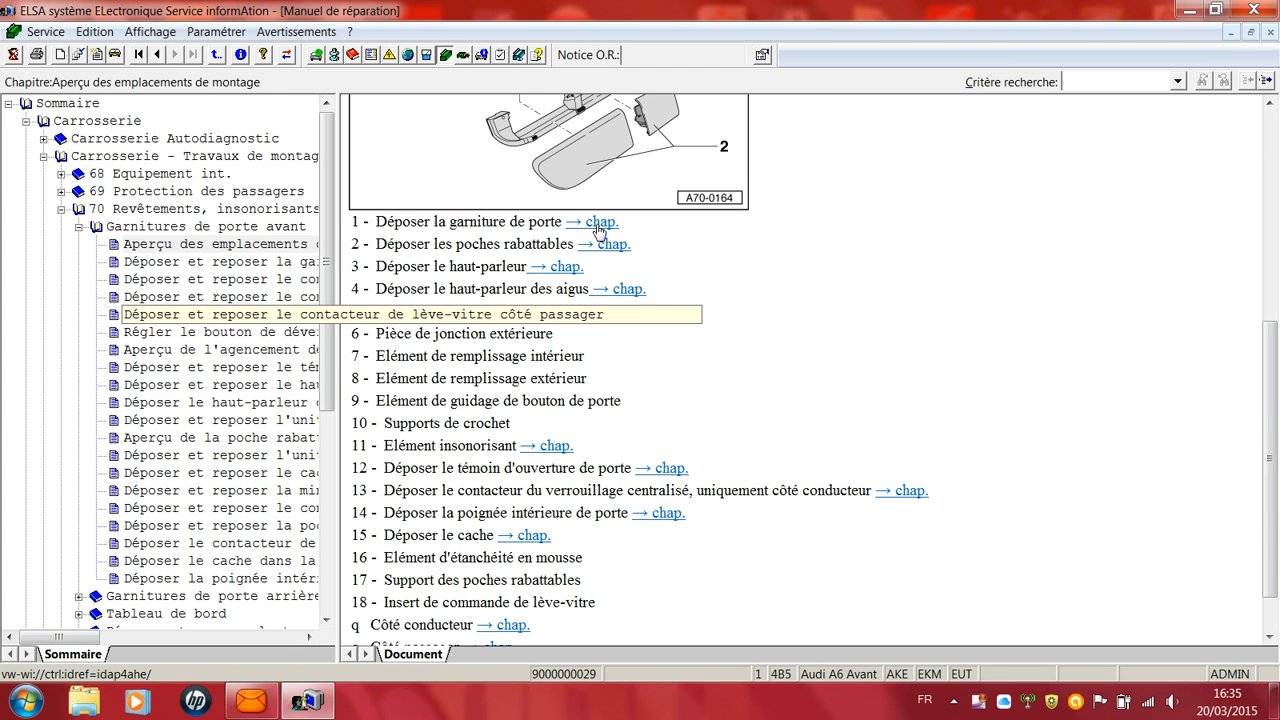 ELSA système ELectronique Service informAtion - [Manuel de réparation]
Service Edition Affichage Paramétrer Avertissements ?
Notice O.R.:
Chapitre:Aperçu des emplacements de montage
Critère recherche:
Sommaire
Carrosserie
Carrosserie Autodiagnostic
Carrosserie - Travaux de montag
68 Equipement int.
69 Protection des passagers
70 Revêtements, insonorisants
Garnitures de porte avant
Aperçu des emplacements
Déposer et reposer la ga
Déposer et reposer le co
Déposer et reposer le co
Déposer et reposer le contacteur de lève-vitre côté passager
Régler le bouton de déve
Aperçu de l'agencement de
Déposer et reposer le té
Déposer et reposer le ha
Déposer le haut-parleur
Déposer et reposer l'uni
Aperçu de la poche rabat
Déposer et reposer l'uni
Déposer et reposer le ca
Déposer et reposer la mi
Déposer et reposer le co
Déposer et reposer la po
Déposer le contacteur de
Déposer le cache dans la
Déposer la poignée intéri
Garnitures de porte arrière
Tableau de bord
Sommaire
2
A70-0164
1 - Déposer la garniture de porte → chap.
2 - Déposer les poches rabattables → chap.
3 - Déposer le haut-parleur → chap.
4 - Déposer le haut-parleur des aigus → chap.
6 - Pièce de jonction extérieure
7 - Elément de remplissage intérieur
8 - Elément de remplissage extérieur
9 - Elément de guidage de bouton de porte
10 - Supports de crochet
11 - Elément insonorisant → chap.
12 - Déposer le témoin d'ouverture de porte → chap.
13 - Déposer le contacteur du verrouillage centralisé, uniquement côté conducteur → chap.
14 - Déposer la poignée intérieure de porte → chap.
15 - Déposer le cache → chap.
16 - Elément d'étanchéité en mousse
17 - Support des poches rabattables
18 - Insert de commande de lève-vitre
q Côté conducteur → chap.
Document
vw-wi://ctrl:idref=idap4ahe/
9000000029
1 4B5 Audi A6 Avant AKE EKM EUT
ADMIN
FR
16:35
20/03/2015